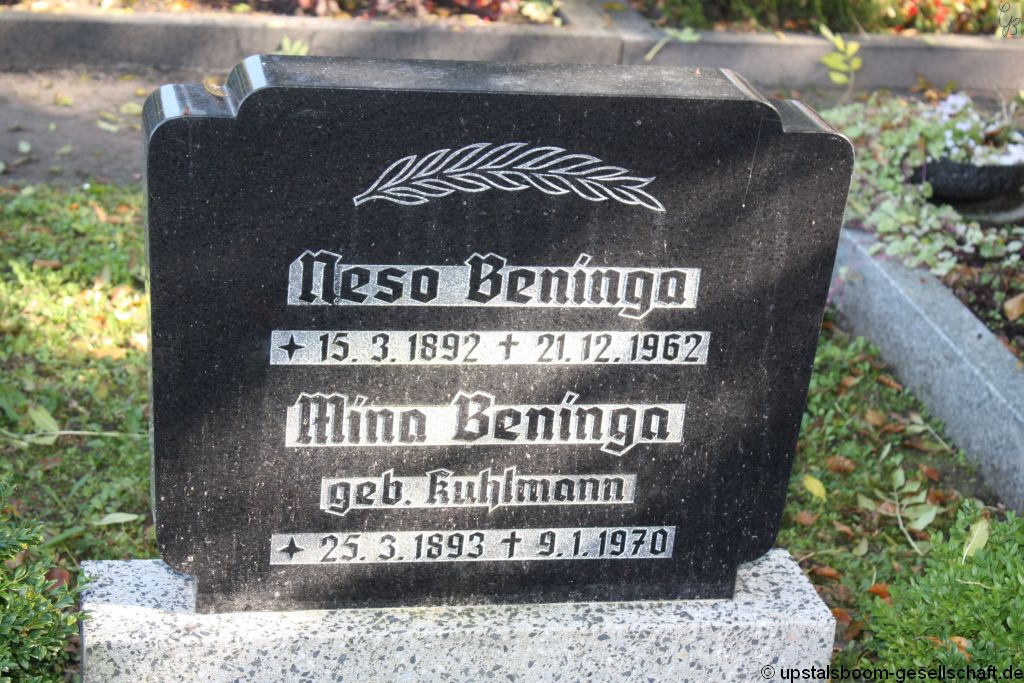 Neso Beninga
✦ 15. 3. 1892 ✝ 21. 12. 1962
Mina Beninga
geb. Kuhlmann
✦ 25. 3. 1893 ✝ 9. 1. 1970
© upstalsboom-gesellschaft.de